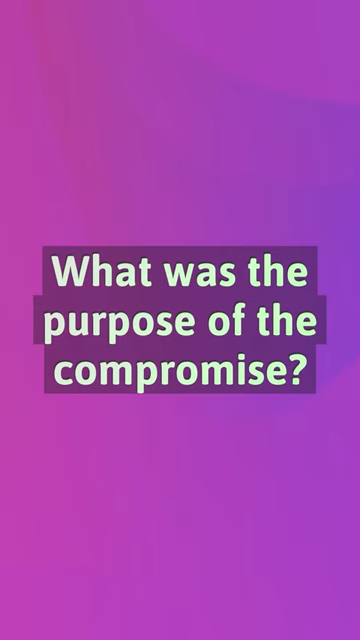 What was the
purpose of the
compromise?